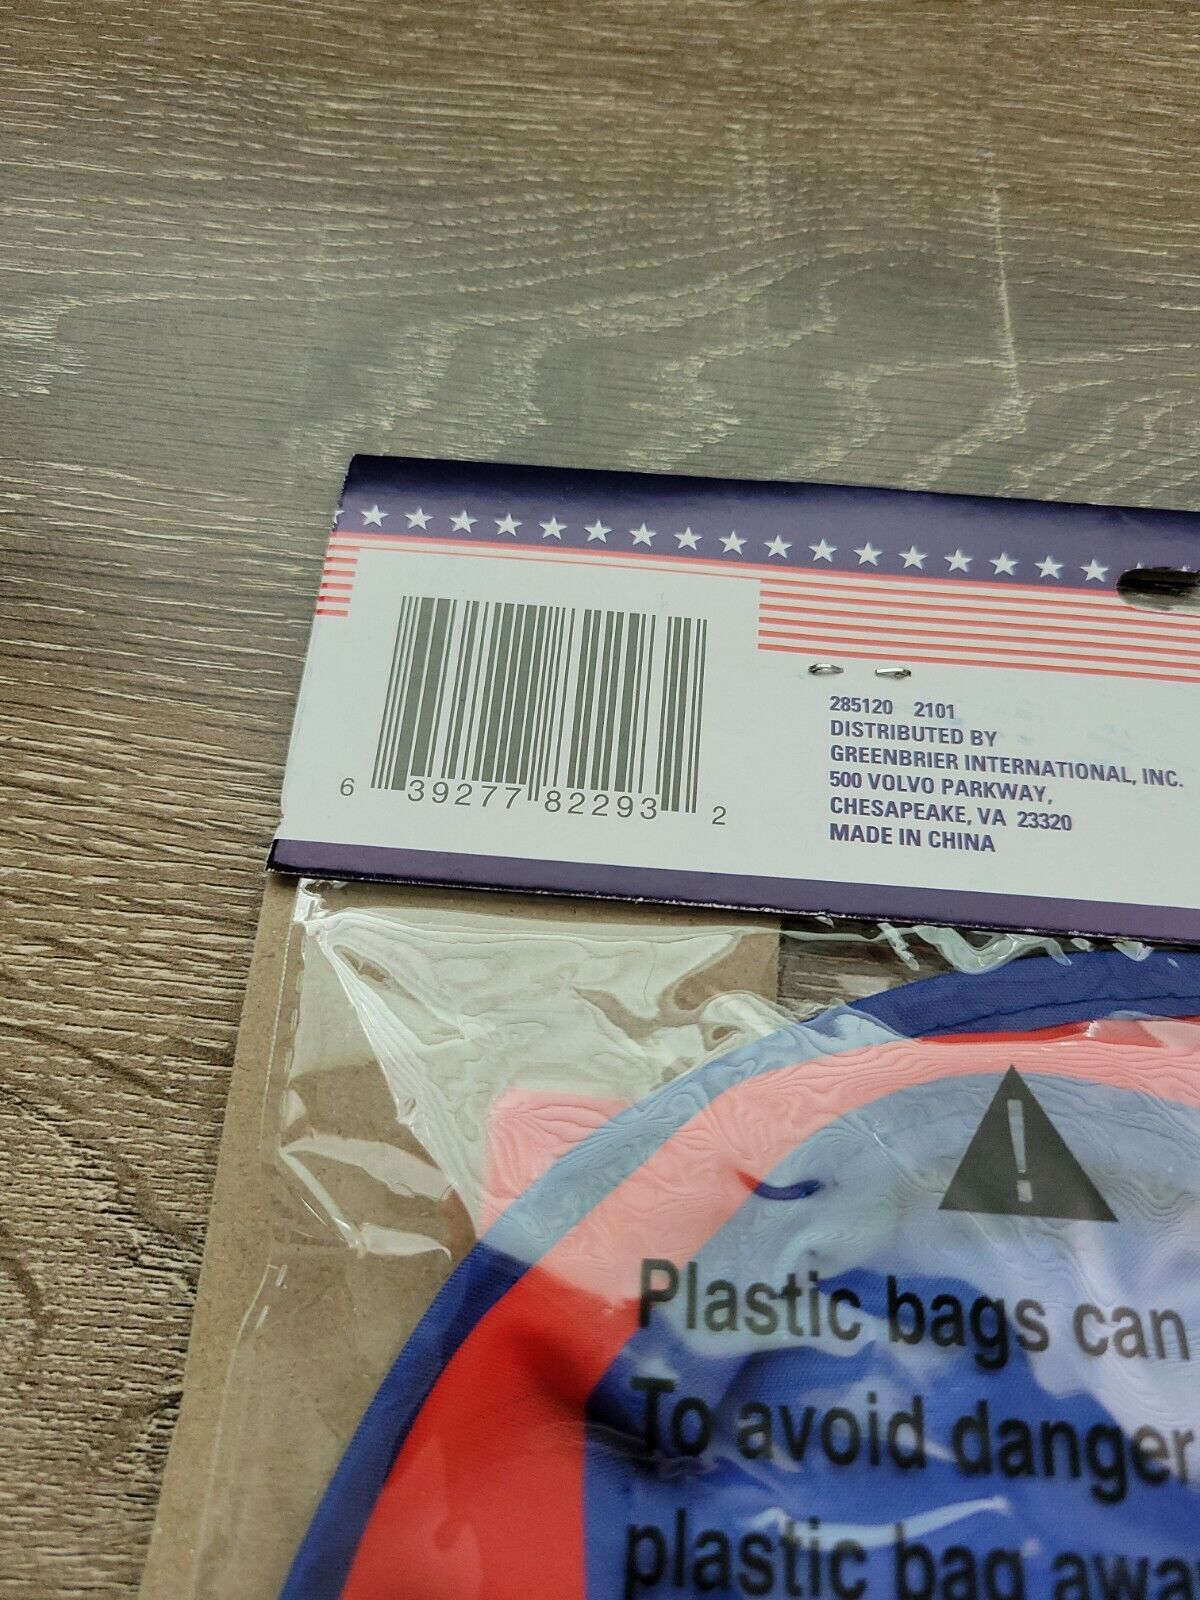 6 39277 82293 2
285120 2101
DISTRIBUTED BY
GREENBRIER INTERNATIONAL, INC.
500 VOLVO PARKWAY,
CHESAPEAKE, VA 23320
MADE IN CHINA
!
Plastic bags can
To avoid danger
plastic bag awa